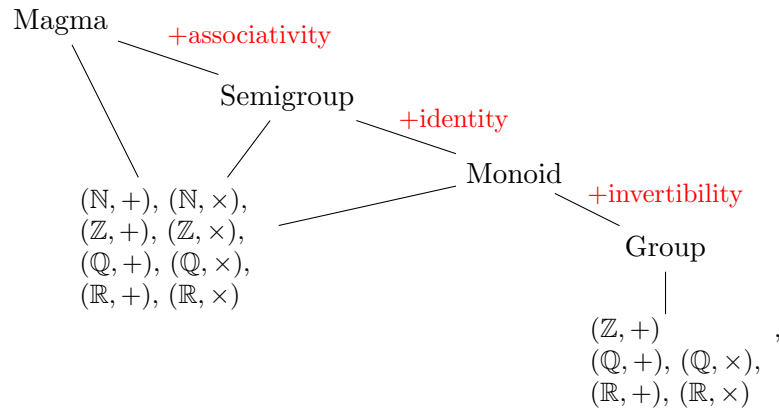 Magma
+associativity
Semigroup
+identity
Monoid
+invertibility
(ℕ, +), (ℕ, ×),
(ℤ, +), (ℤ, ×),
(ℚ, +), (ℚ, ×),
(ℝ, +), (ℝ, ×)
Group
(ℤ, +) ,
(ℚ, +), (ℚ, ×),
(ℝ, +), (ℝ, ×)